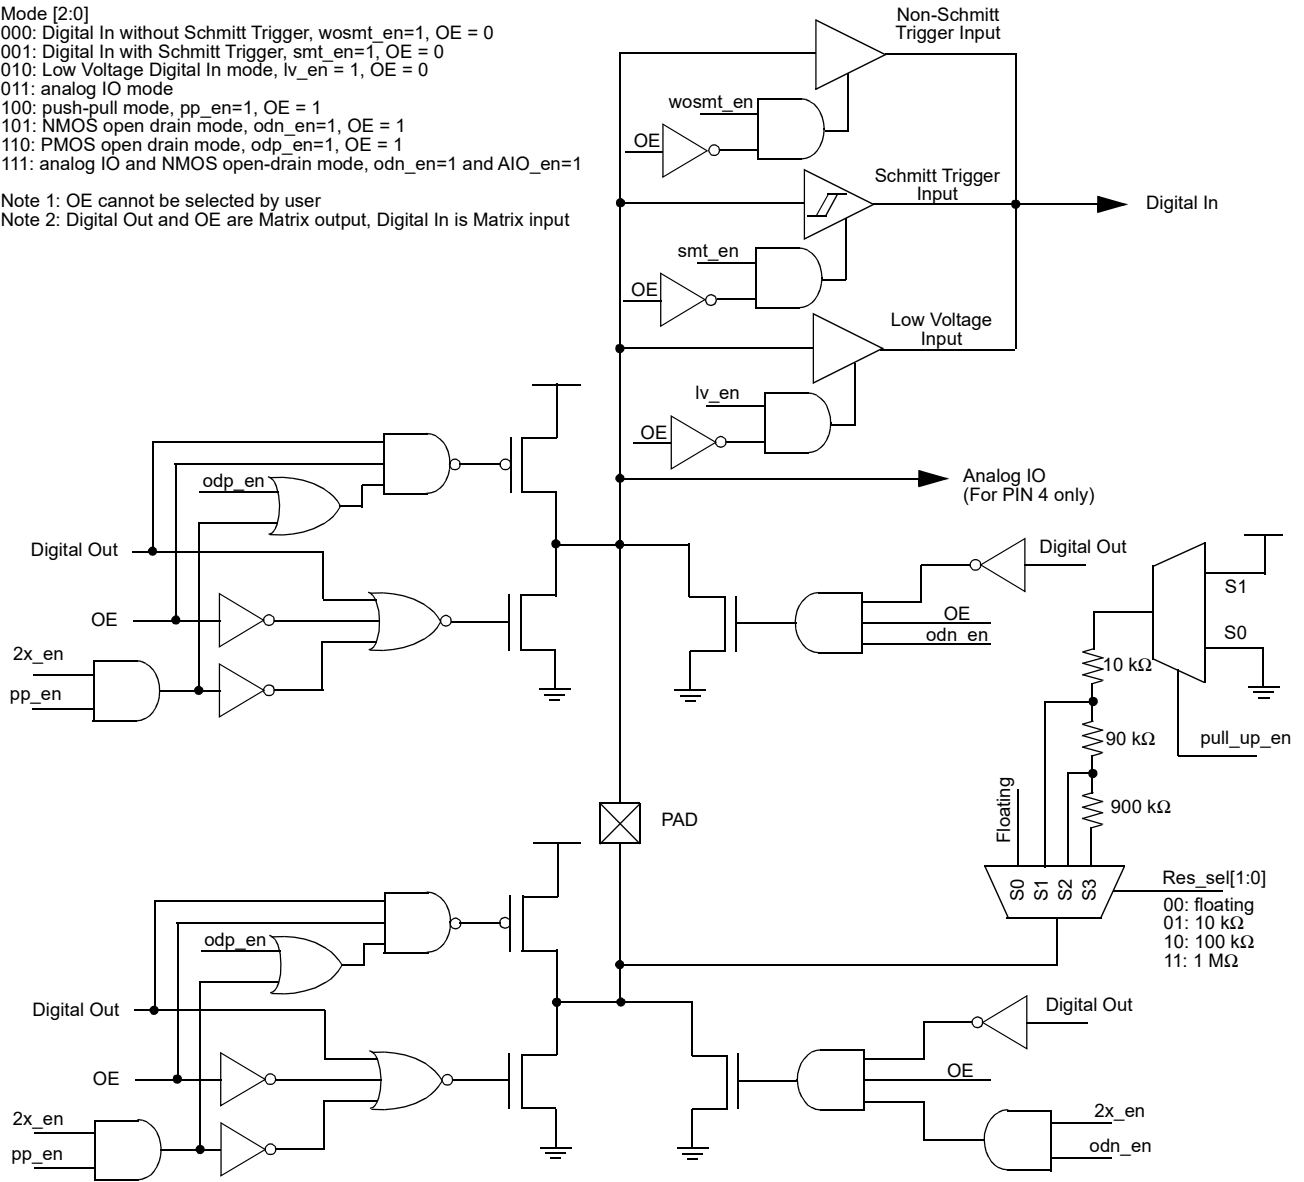 Mode [2:0]
000: Digital In without Schmitt Trigger, wosmt_en=1, OE = 0
001: Digital In with Schmitt Trigger, smt_en=1, OE = 0
010: Low Voltage Digital In mode, lv_en = 1, OE = 0
011: analog IO mode
100: push-pull mode, pp_en=1, OE = 1
101: NMOS open drain mode, odn_en=1, OE = 1
110: PMOS open drain mode, odp_en=1, OE = 1
111: analog IO and NMOS open-drain mode, odn_en=1 and AIO_en=1
Note 1: OE cannot be selected by user
Note 2: Digital Out and OE are Matrix output, Digital In is Matrix input
Non-Schmitt
Trigger Input
wosmt_en
OE
Schmitt Trigger
Input
Digital In
smt_en
OE
Low Voltage
Input
lv_en
OE
Analog IO
(For PIN 4 only)
odp_en
Digital Out
OE
2x_en
pp_en
Digital Out
OE
odn_en
S1
S0
10 kΩ
90 kΩ
pull_up_en
900 kΩ
Floating
PAD
S0
S1
S2
S3
Res_sel[1:0]
00: floating
01: 10 kΩ
10: 100 kΩ
11: 1 MΩ
odp_en
Digital Out
OE
2x_en
pp_en
Digital Out
OE
2x_en
odn_en